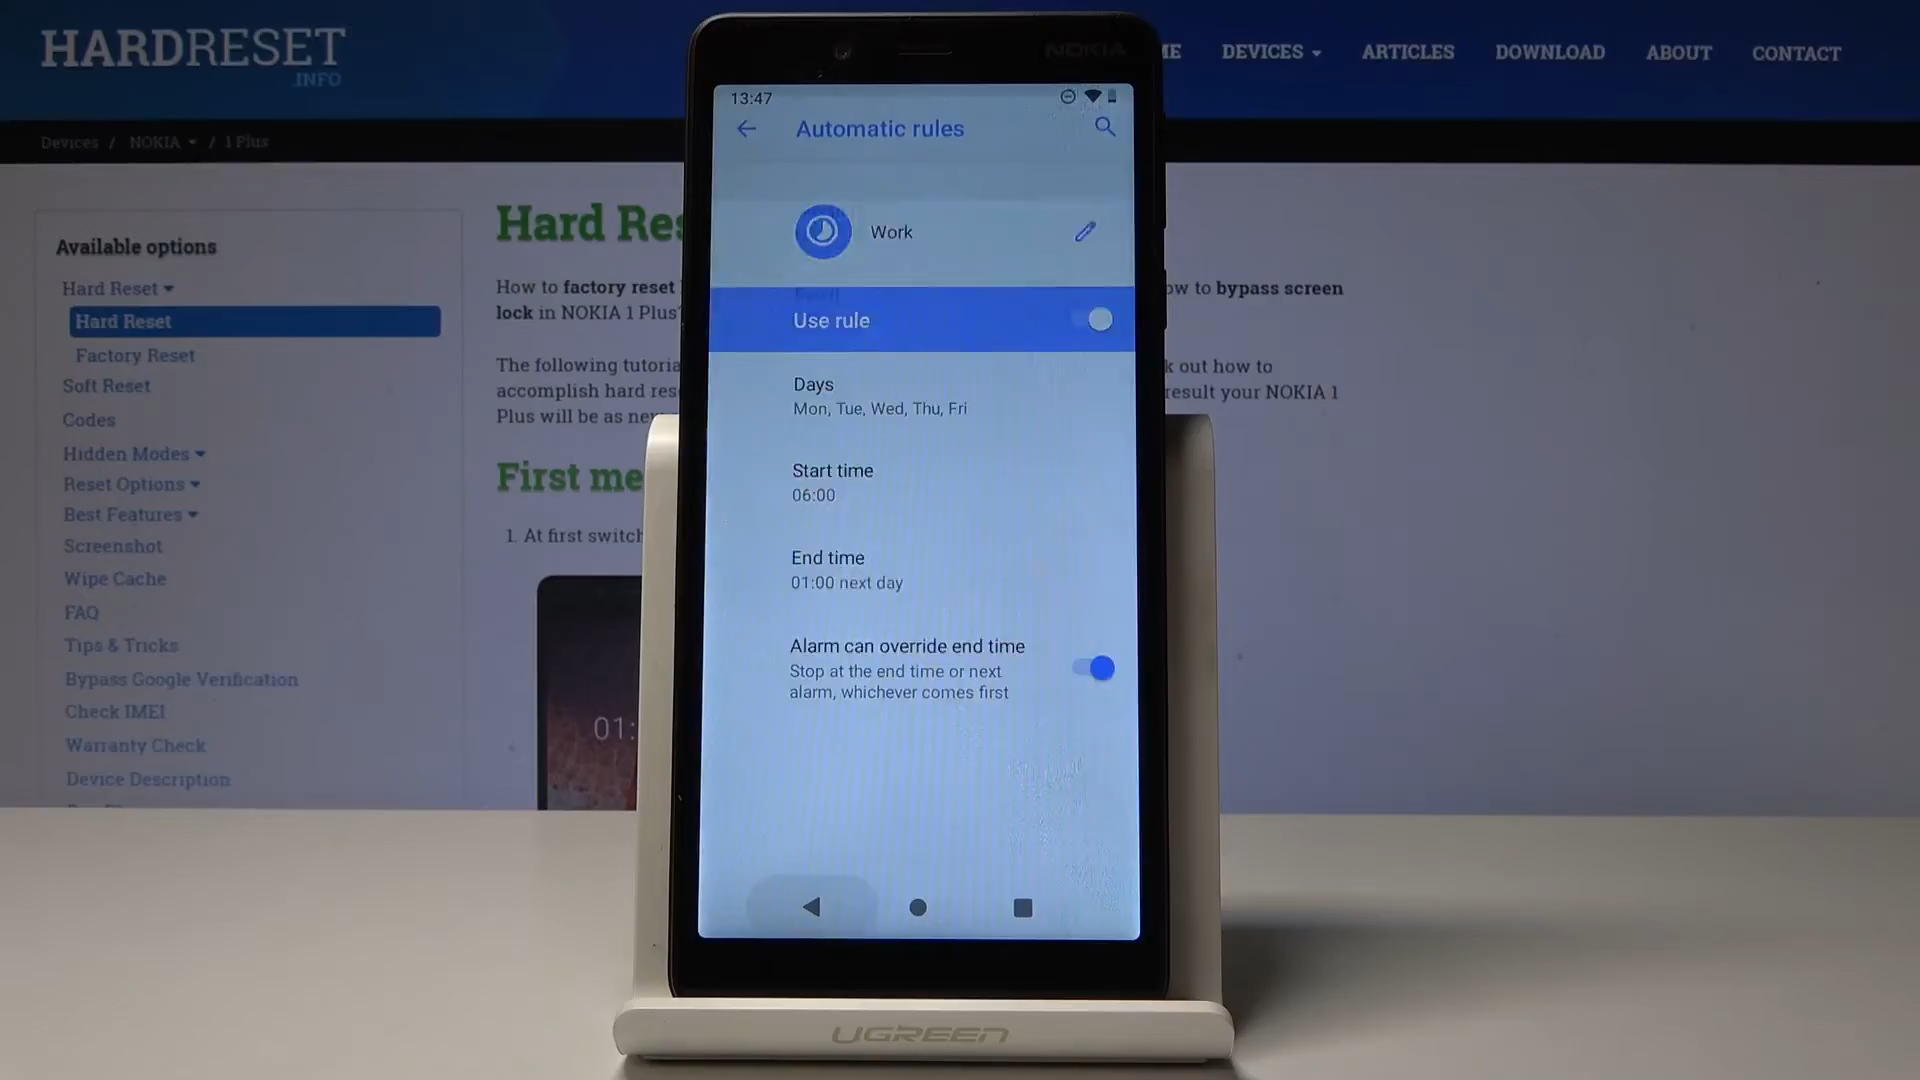 HARDRESET
.INFO
DEVICES
ARTICLES
DOWNLOAD
ABOUT
CONTACT
Devices / NOKIA / 1 Plus
Available options
Hard Reset
Hard Reset
Factory Reset
Soft Reset
Codes
Hidden Modes
Reset Options
Best Features
Screenshot
Wipe Cache
FAQ
Tips & Tricks
Bypass Google Verification
Check IMEI
Warranty Check
Device Description
Hard Res
How to factory reset
lock in NOKIA 1 Plus
The following tutoria
accomplish hard rese
Plus will be as new
First me
1. At first switch
01:
NOKIA
13:47
Automatic rules
Work
Use rule
Days
Mon, Tue, Wed, Thu, Fri
Start time
06:00
End time
01:00 next day
Alarm can override end time
Stop at the end time or next
alarm, whichever comes first
ow to bypass screen
k out how to
result your NOKIA 1
UGREEN